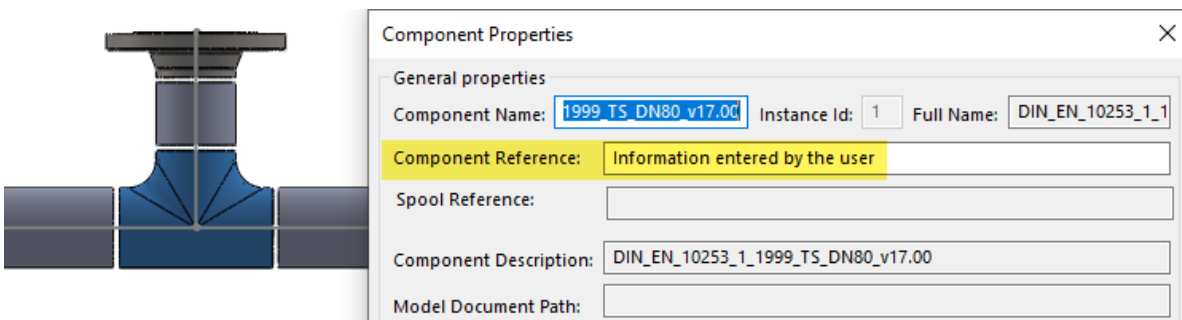 Component Properties
General properties
Component Name: 1999_TS_DN80_v17.00 Instance Id: 1 Full Name: DIN_EN_10253_1_1
Component Reference: Information entered by the user
Spool Reference:
Component Description: DIN_EN_10253_1_1999_TS_DN80_v17.00
Model Document Path: